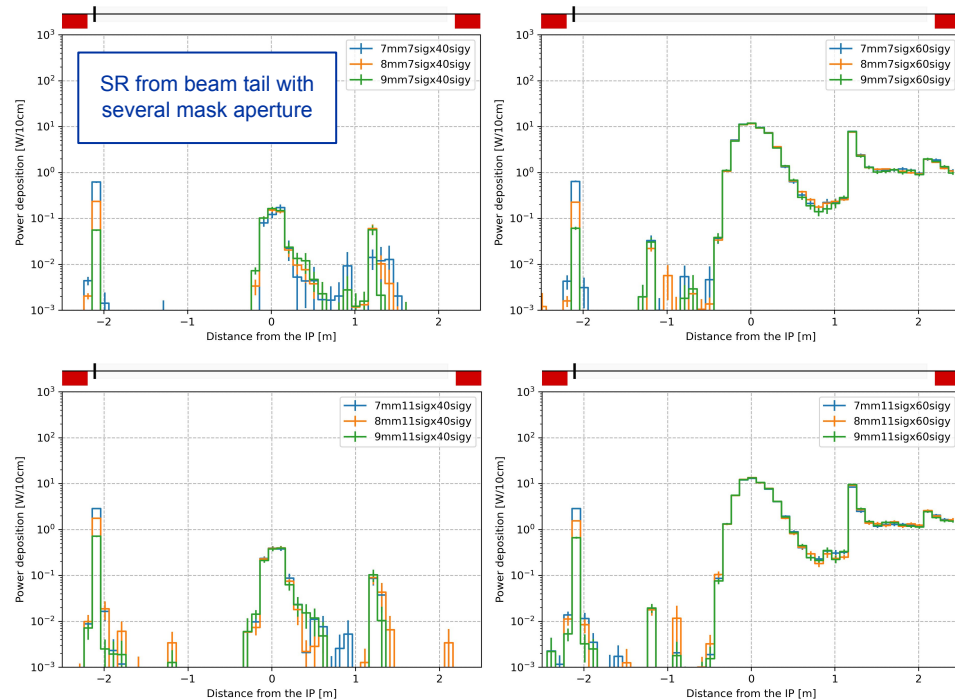 SR from beam tail with
several mask aperture
7mm7sigx40sigy
8mm7sigx40sigy
9mm7sigx40sigy
10³
10²
10¹
10⁰
10⁻¹
10⁻²
10⁻³
Power deposition [W/10cm]
−2 −1 0 1 2
Distance from the IP [m]
7mm7sigx60sigy
8mm7sigx60sigy
9mm7sigx60sigy
10³
10²
10¹
10⁰
10⁻¹
10⁻²
10⁻³
Power deposition [W/10cm]
−2 −1 0 1 2
Distance from the IP [m]
7mm11sigx40sigy
8mm11sigx40sigy
9mm11sigx40sigy
10³
10²
10¹
10⁰
10⁻¹
10⁻²
10⁻³
Power deposition [W/10cm]
−2 −1 0 1 2
Distance from the IP [m]
7mm11sigx60sigy
8mm11sigx60sigy
9mm11sigx60sigy
10³
10²
10¹
10⁰
10⁻¹
10⁻²
10⁻³
Power deposition [W/10cm]
−2 −1 0 1 2
Distance from the IP [m]